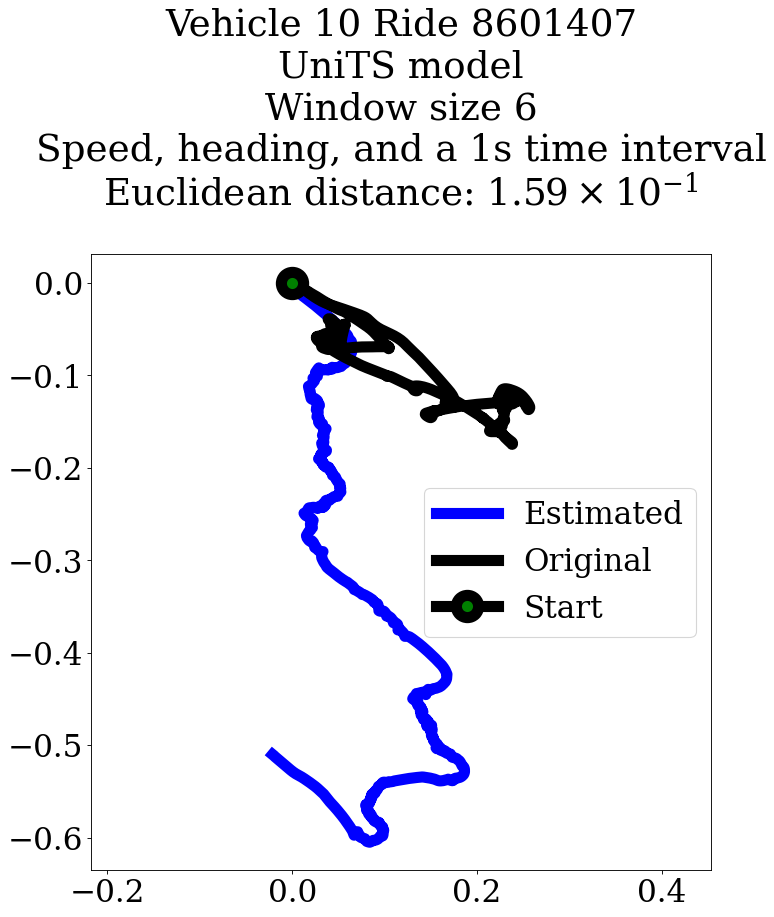 Vehicle 10 Ride 8601407
UniTS model
Window size 6
Speed, heading, and a 1s time interval
Euclidean distance: 1.59 × 10⁻¹
0.0
−0.1
−0.2
−0.3
−0.4
−0.5
−0.6
Estimated
Original
Start
−0.2 0.0 0.2 0.4